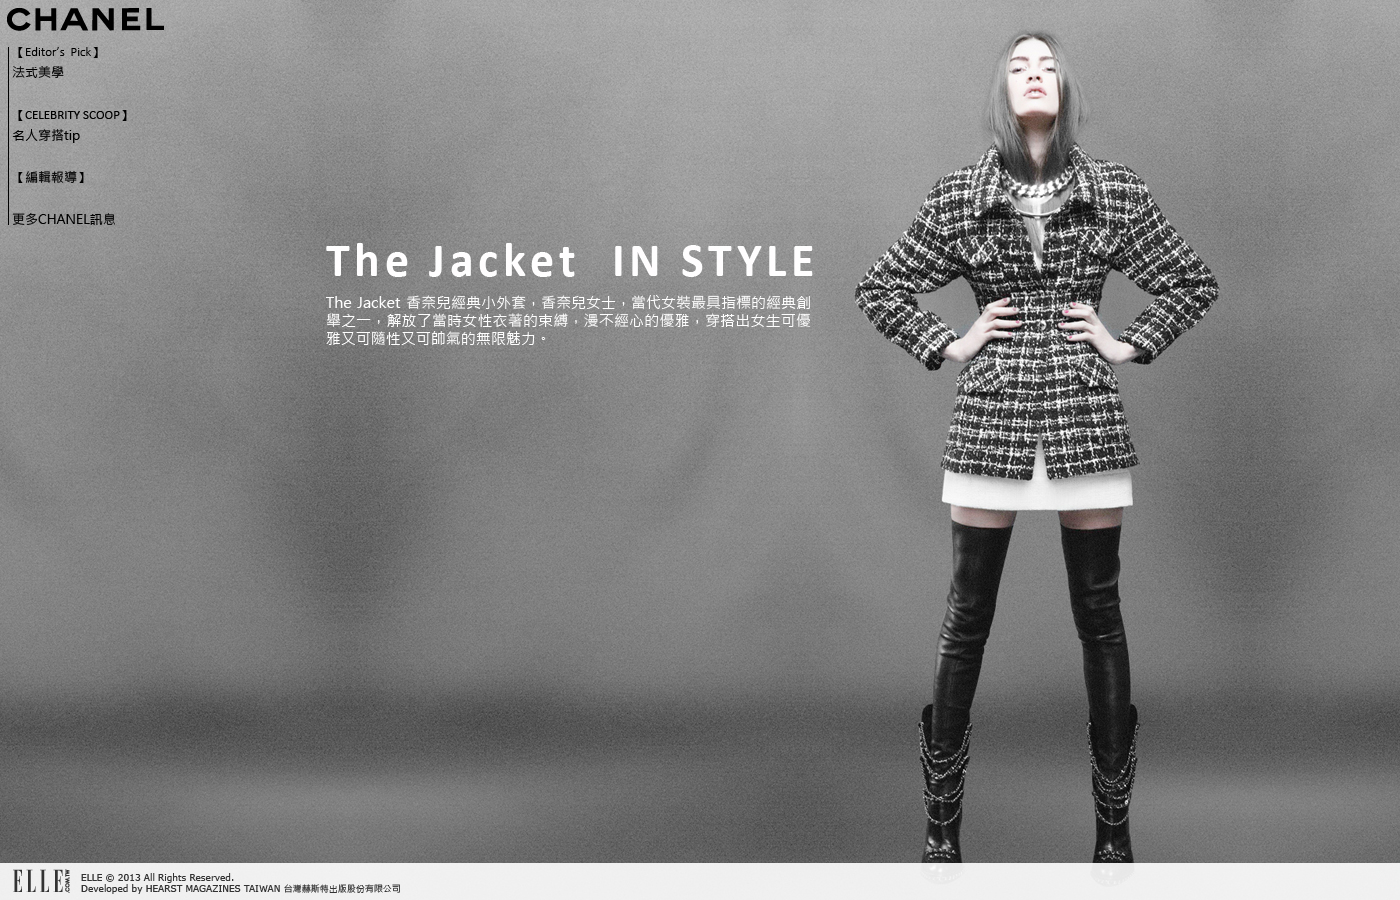 CHANEL
【Editor's Pick】
法式美學
【CELEBRITY SCOOP】
名人穿搭tip
【編輯報導】
更多CHANEL訊息
The Jacket IN STYLE
The Jacket 香奈兒經典小外套，香奈兒女士，當代女裝最具指標的經典創
舉之一，解放了當時女性衣著的束縛，漫不經心的優雅，穿搭出女生可優
雅又可隨性又可帥氣的無限魅力。
ELLE
ELLE © 2013 All Rights Reserved.
Developed by HEARST MAGAZINES TAIWAN 台灣赫斯特出版股份有限公司